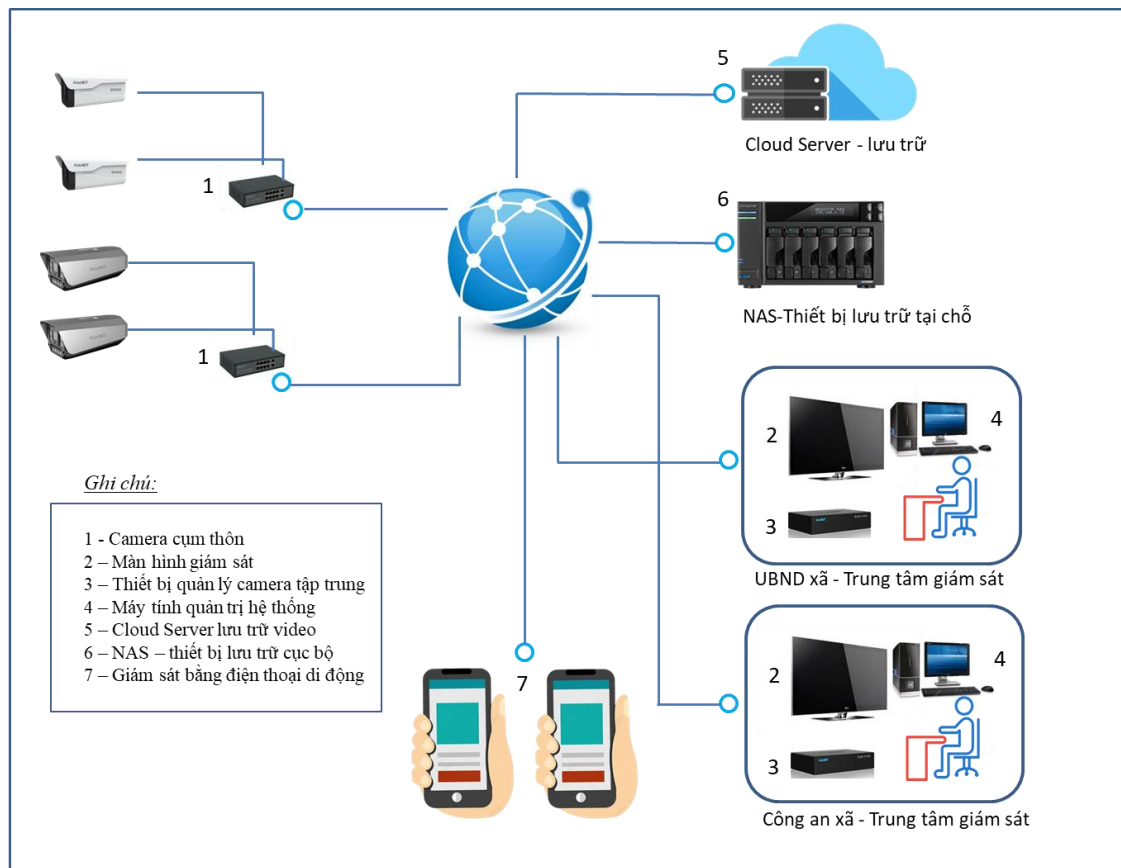 5
Cloud Server - lưu trữ
1
6
NAS-Thiết bị lưu trữ tại chỗ
1
2
4
3
UBND xã - Trung tâm giám sát
Ghi chú:
1 - Camera cụm thôn
2 – Màn hình giám sát
3 – Thiết bị quản lý camera tập trung
4 – Máy tính quản trị hệ thống
5 – Cloud Server lưu trữ video
6 – NAS – thiết bị lưu trữ cục bộ
7 – Giám sát bằng điện thoại di động
7
2
4
3
Công an xã - Trung tâm giám sát